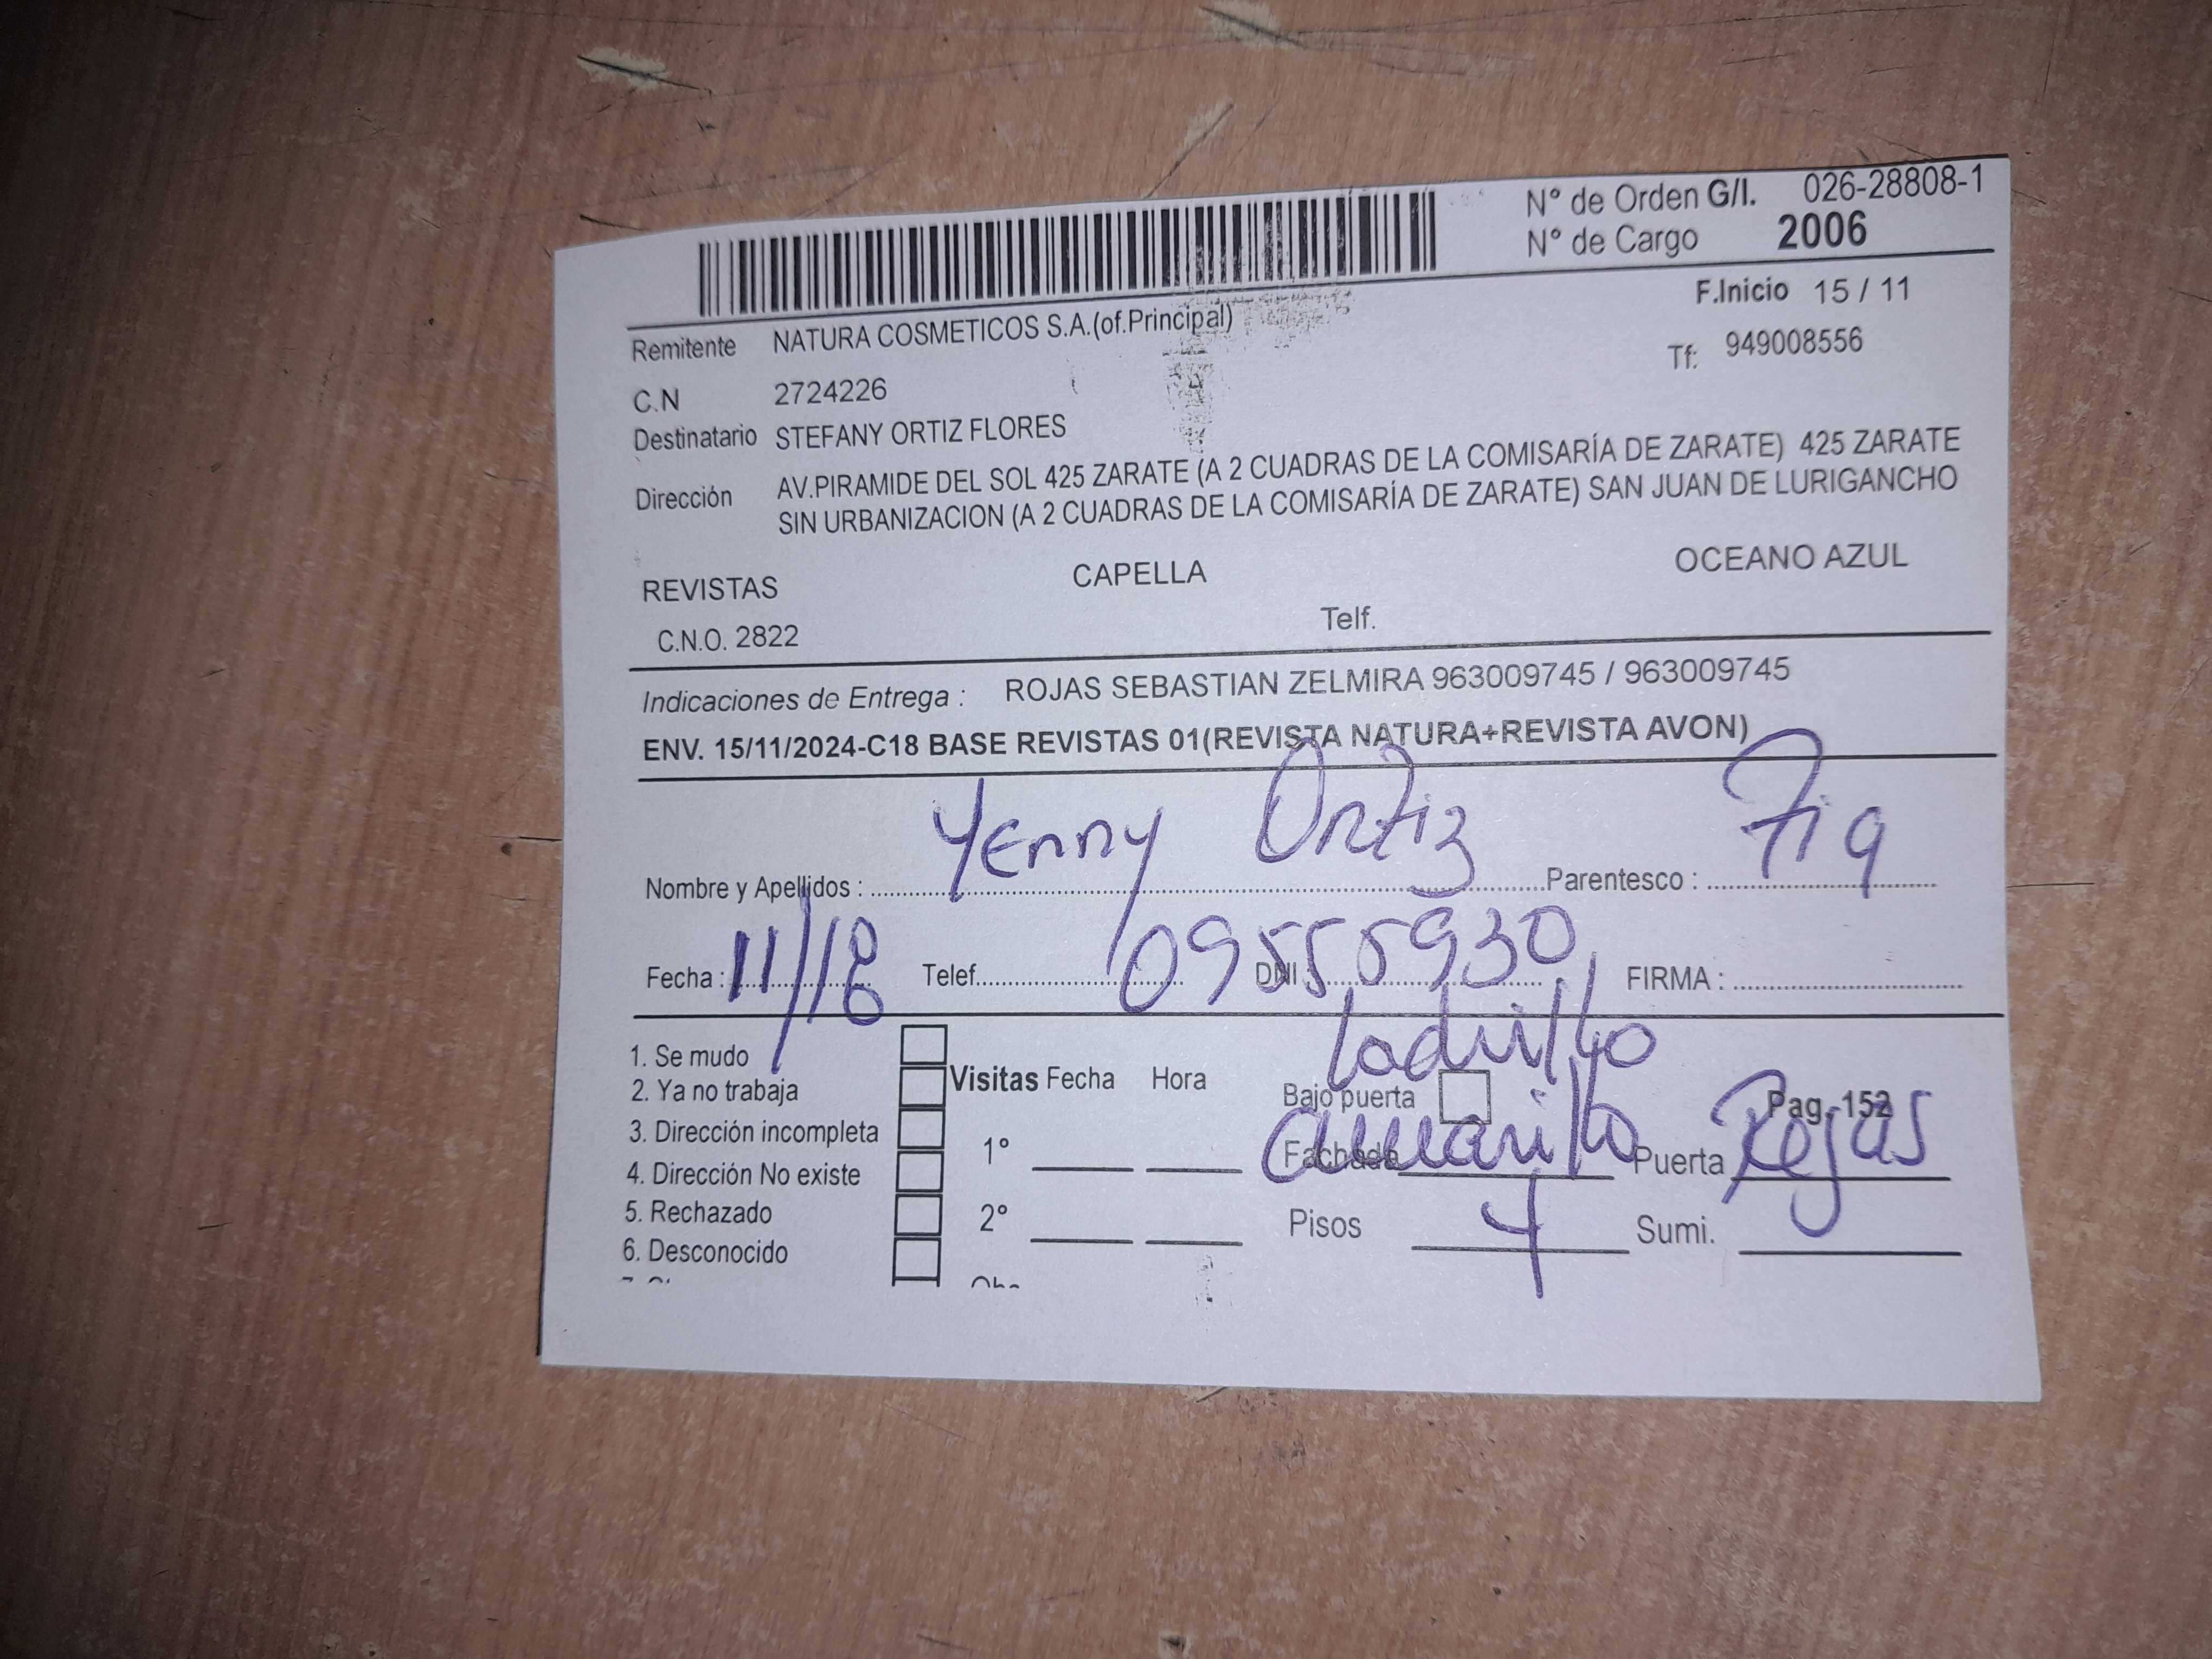 N° de Orden G/I. 026-28808-1
N° de Cargo 2006
F.Inicio 15 / 11
Remitente NATURA COSMETICOS S.A.(of.Principal)
Tf: 949008556
C.N 2724226
Destinatario STEFANY ORTIZ FLORES
Dirección AV.PIRAMIDE DEL SOL 425 ZARATE (A 2 CUADRAS DE LA COMISARÍA DE ZARATE) 425 ZARATE
SIN URBANIZACION (A 2 CUADRAS DE LA COMISARÍA DE ZARATE) SAN JUAN DE LURIGANCHO
REVISTAS CAPELLA OCEANO AZUL
C.N.O. 2822 Telf.
Indicaciones de Entrega : ROJAS SEBASTIAN ZELMIRA 963009745 / 963009745
ENV. 15/11/2024-C18 BASE REVISTAS 01(REVISTA NATURA+REVISTA AVON)
Nombre y Apellidos : Yenny Ortiz Parentesco : Tia
Fecha : 11/18 Telef. DNI : 09555930 FIRMA :
ladrillo
1. Se mudo
2. Ya no trabaja
3. Dirección incompleta
4. Dirección No existe
5. Rechazado
6. Desconocido
Visitas Fecha Hora
1°
2°
Bajo puerta Pag. 152
Fachada amarillo Puerta Rejas
Pisos 4 Sumi.